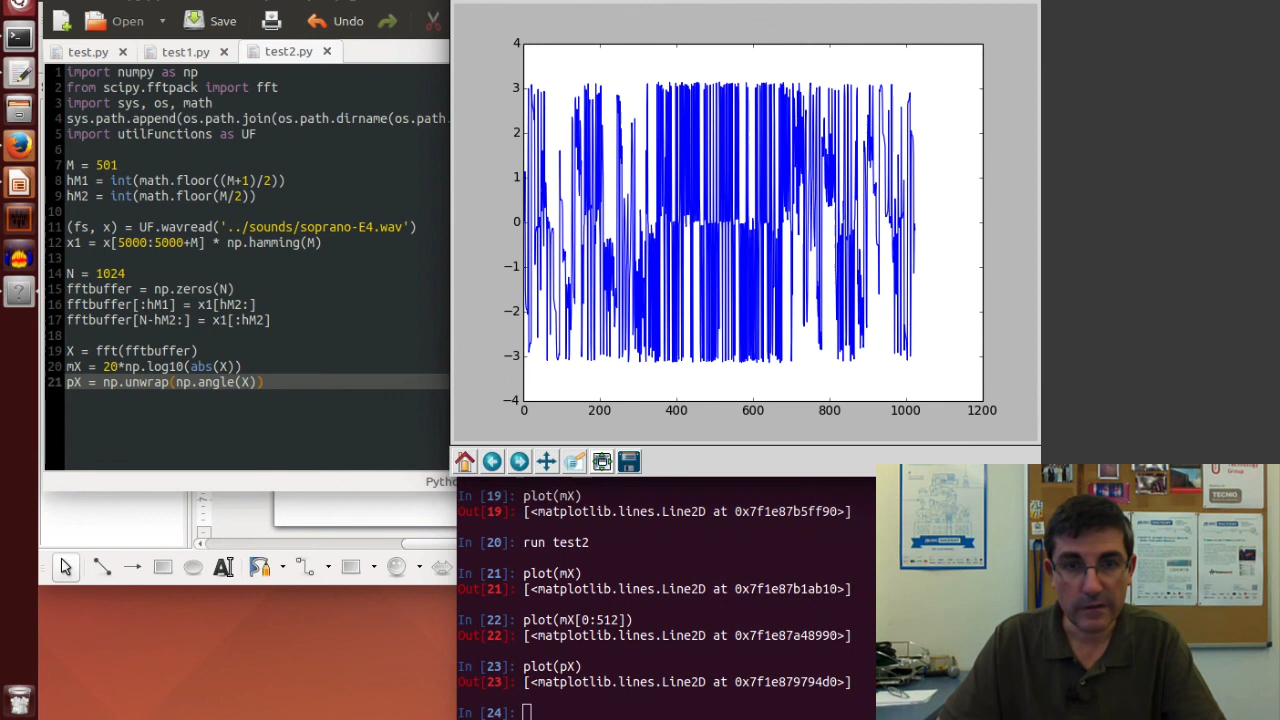 Open
Save
Undo
test.py
test1.py
test2.py
1 import numpy as np
2 from scipy.fftpack import fft
3 import sys, os, math
4 sys.path.append(os.path.join(os.path.dirname(os.path.
5 import utilFunctions as UF
6
7 M = 501
8 hM1 = int(math.floor((M+1)/2))
9 hM2 = int(math.floor(M/2))
10
11 (fs, x) = UF.wavread('../sounds/soprano-E4.wav')
12 x1 = x[5000:5000+M] * np.hamming(M)
13
14 N = 1024
15 fftbuffer = np.zeros(N)
16 fftbuffer[:hM1] = x1[hM2:]
17 fftbuffer[N-hM2:] = x1[:hM2]
18
19 X = fft(fftbuffer)
20 mX = 20*np.log10(abs(X))
21 pX = np.unwrap(np.angle(X))
Pytho
4
3
2
1
0
−1
−2
−3
−4
0 200 400 600 800 1000 1200
In [19]: plot(mX)
Out[19]: [<matplotlib.lines.Line2D at 0x7f1e87b5ff90>]
In [20]: run test2
In [21]: plot(mX)
Out[21]: [<matplotlib.lines.Line2D at 0x7f1e87b1ab10>]
In [22]: plot(mX[0:512])
Out[22]: [<matplotlib.lines.Line2D at 0x7f1e87a48990>]
In [23]: plot(pX)
Out[23]: [<matplotlib.lines.Line2D at 0x7f1e879794d0>]
In [24]:
Technology
Group
TECNIO